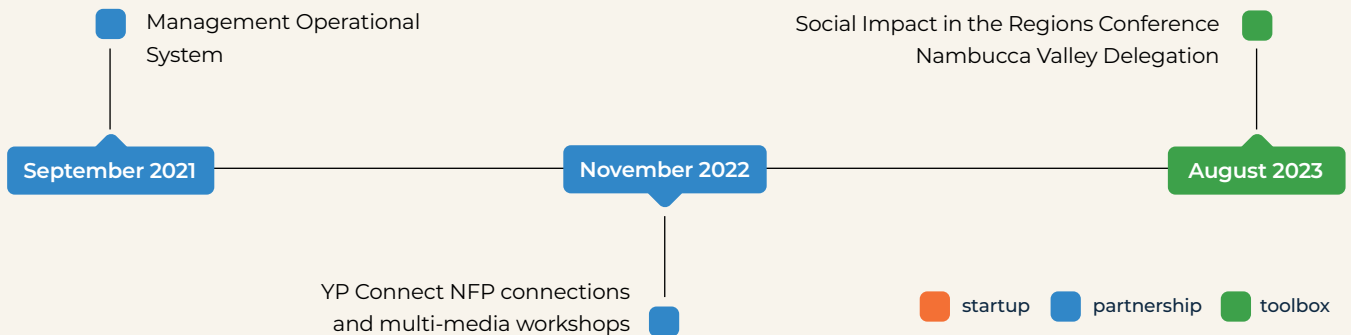 Management Operational
System
Social Impact in the Regions Conference
Nambucca Valley Delegation
September 2021
November 2022
August 2023
YP Connect NFP connections
and multi-media workshops
startup
partnership
toolbox